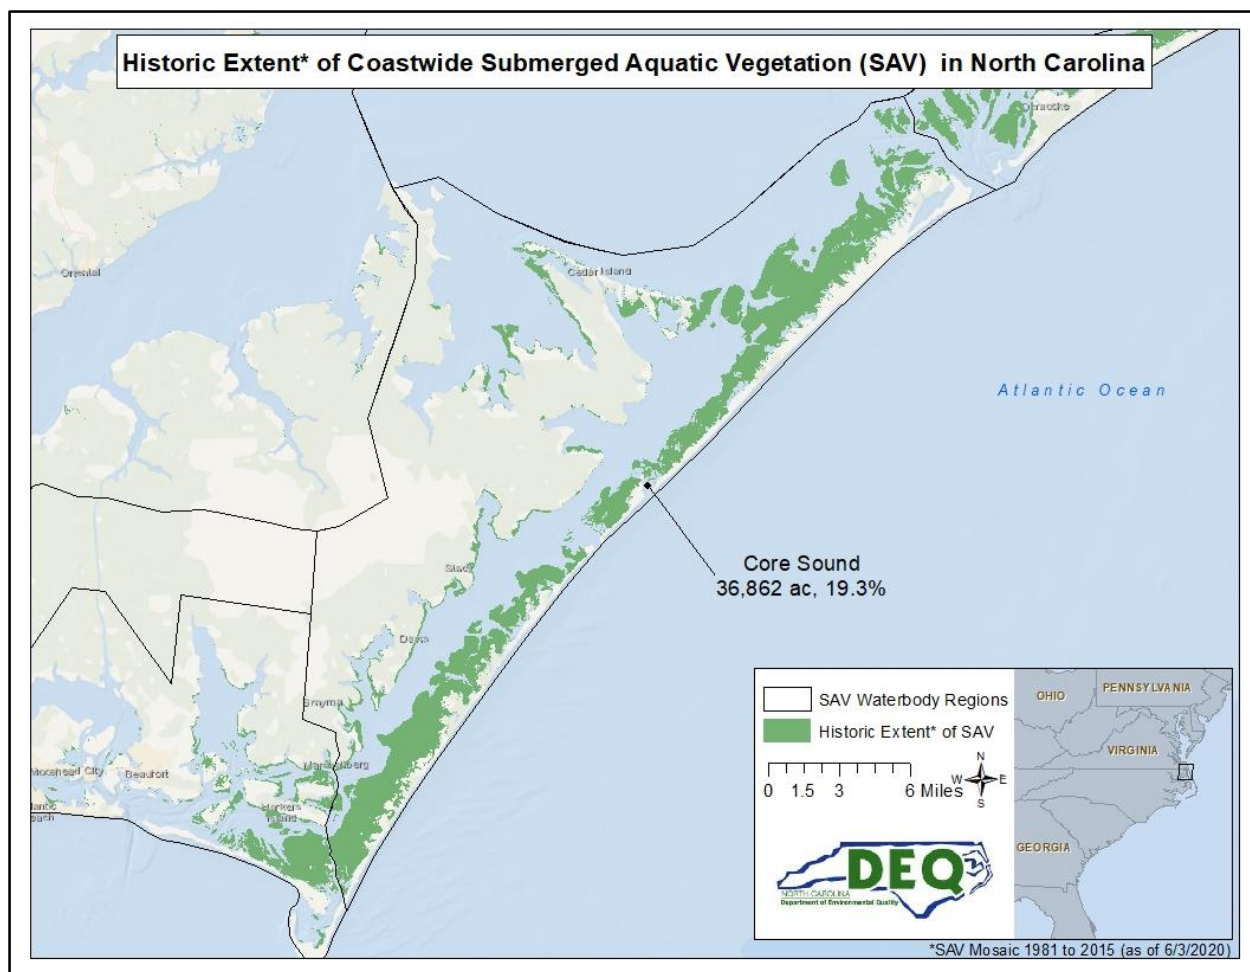 Historic Extent* of Coastwide Submerged Aquatic Vegetation (SAV) in North Carolina
Ocracoke
Oriental
Cedar Island
Atlantic Ocean
Core Sound
36,862 ac, 19.3%
Stacy
Davis
Smyrna
Marshallberg
Morehead City
Beaufort
Harkers
Island
SAV Waterbody Regions
Historic Extent* of SAV
0 1.5 3 6 Miles
N
W E
S
OHIO
PENNSYLVANIA
VIRGINIA
GEORGIA
DEQ
NORTH CAROLINA
Department of Environmental Quality
*SAV Mosaic 1981 to 2015 (as of 6/3/2020)